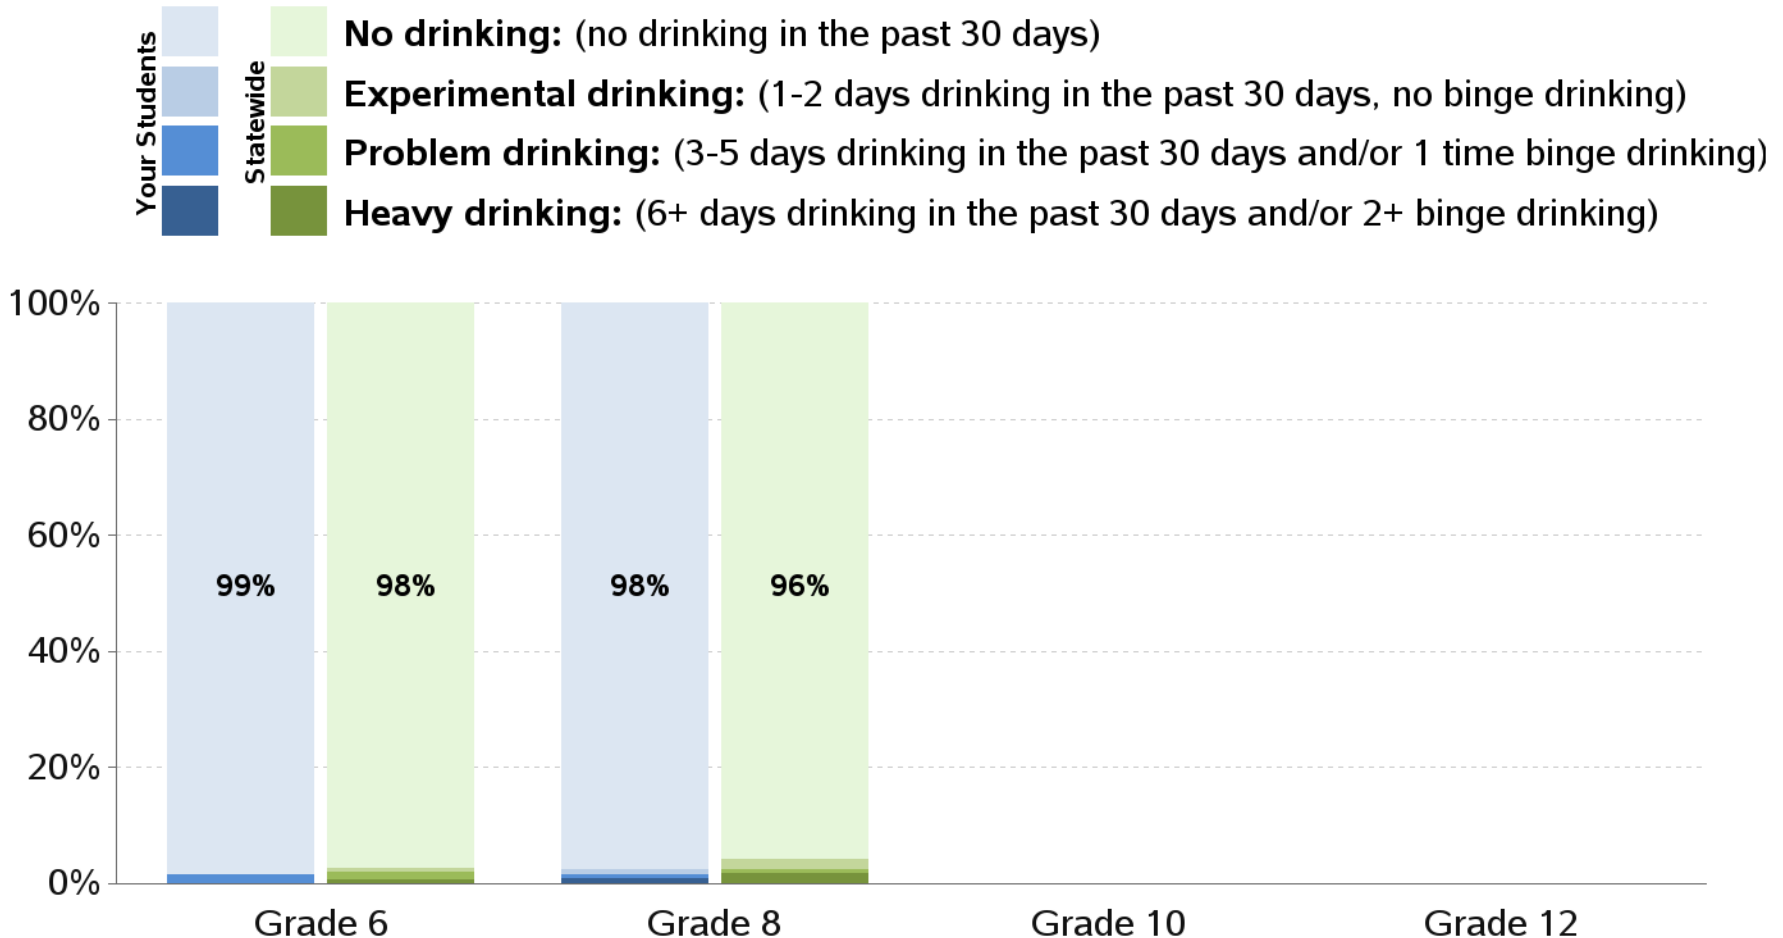 Your Students
Statewide
No drinking: (no drinking in the past 30 days)
Experimental drinking: (1-2 days drinking in the past 30 days, no binge drinking)
Problem drinking: (3-5 days drinking in the past 30 days and/or 1 time binge drinking)
Heavy drinking: (6+ days drinking in the past 30 days and/or 2+ binge drinking)
100%
80%
60%
99% 98% 98% 96%
40%
20%
0%
Grade 6 Grade 8 Grade 10 Grade 12